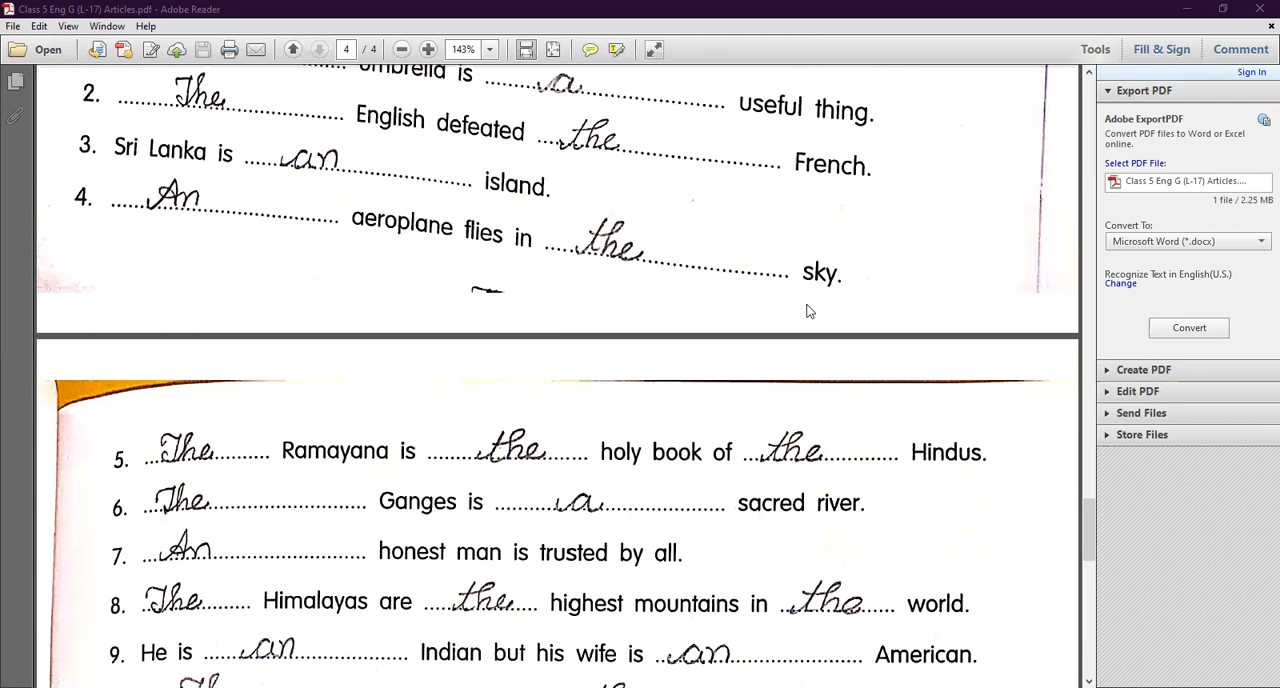 Class 5 Eng G (L-17) Articles.pdf - Adobe Reader
File Edit View Window Help
Open 4 / 4 143% Tools Fill & Sign Comment
Sign In
Export PDF
Adobe ExportPDF
Convert PDF files to Word or Excel
online.
Select PDF File:
Class 5 Eng G (L-17) Articles....
1 file / 2.25 MB
Convert To:
Microsoft Word (*.docx)
Recognize Text in English(U.S.)
Change
Convert
Create PDF
Edit PDF
Send Files
Store Files
umbrella is a useful thing.
2. The English defeated the French.
3. Sri Lanka is an island.
4. An aeroplane flies in the sky.
5. The Ramayana is the holy book of the Hindus.
6. The Ganges is a sacred river.
7. An honest man is trusted by all.
8. The Himalayas are the highest mountains in the world.
9. He is an Indian but his wife is an American.